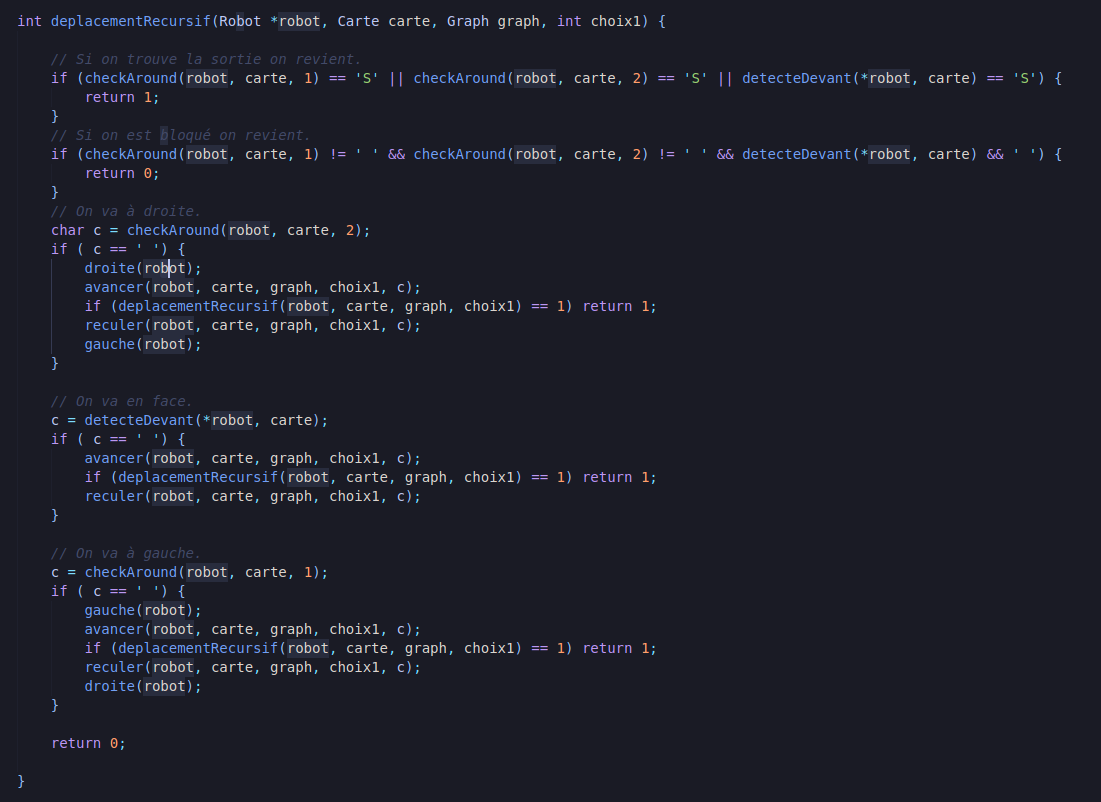 int deplacementRecursif(Robot *robot, Carte carte, Graph graph, int choix1) {
// Si on trouve la sortie on revient.
if (checkAround(robot, carte, 1) == 'S' || checkAround(robot, carte, 2) == 'S' || detecteDevant(*robot, carte) == 'S') {
return 1;
}
// Si on est bloqué on revient.
if (checkAround(robot, carte, 1) != ' ' && checkAround(robot, carte, 2) != ' ' && detecteDevant(*robot, carte) && ' ') {
return 0;
}
// On va à droite.
char c = checkAround(robot, carte, 2);
if ( c == ' ') {
droite(robot);
avancer(robot, carte, graph, choix1, c);
if (deplacementRecursif(robot, carte, graph, choix1) == 1) return 1;
reculer(robot, carte, graph, choix1, c);
gauche(robot);
}
// On va en face.
c = detecteDevant(*robot, carte);
if ( c == ' ') {
avancer(robot, carte, graph, choix1, c);
if (deplacementRecursif(robot, carte, graph, choix1) == 1) return 1;
reculer(robot, carte, graph, choix1, c);
}
// On va à gauche.
c = checkAround(robot, carte, 1);
if ( c == ' ') {
gauche(robot);
avancer(robot, carte, graph, choix1, c);
if (deplacementRecursif(robot, carte, graph, choix1) == 1) return 1;
reculer(robot, carte, graph, choix1, c);
droite(robot);
}
return 0;
}